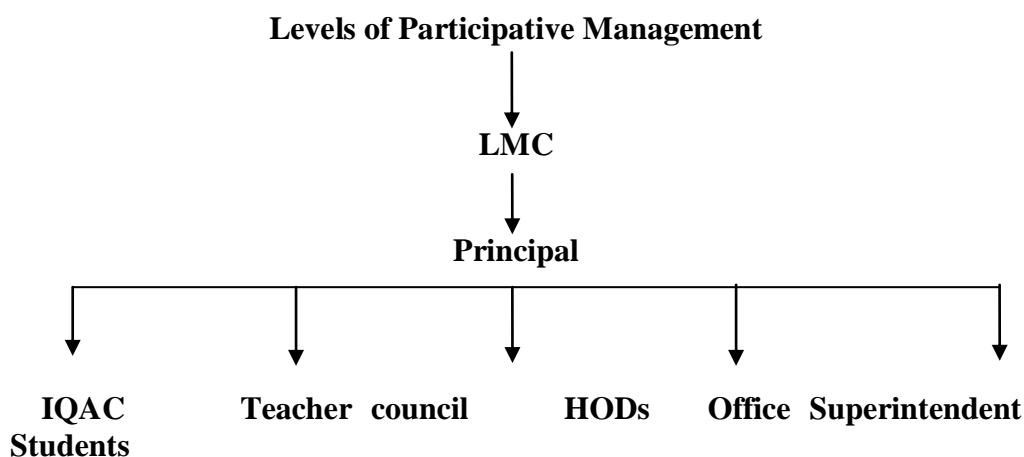 Levels of Participative Management
LMC
Principal
IQAC Teacher council HODs Office Superintendent
Students